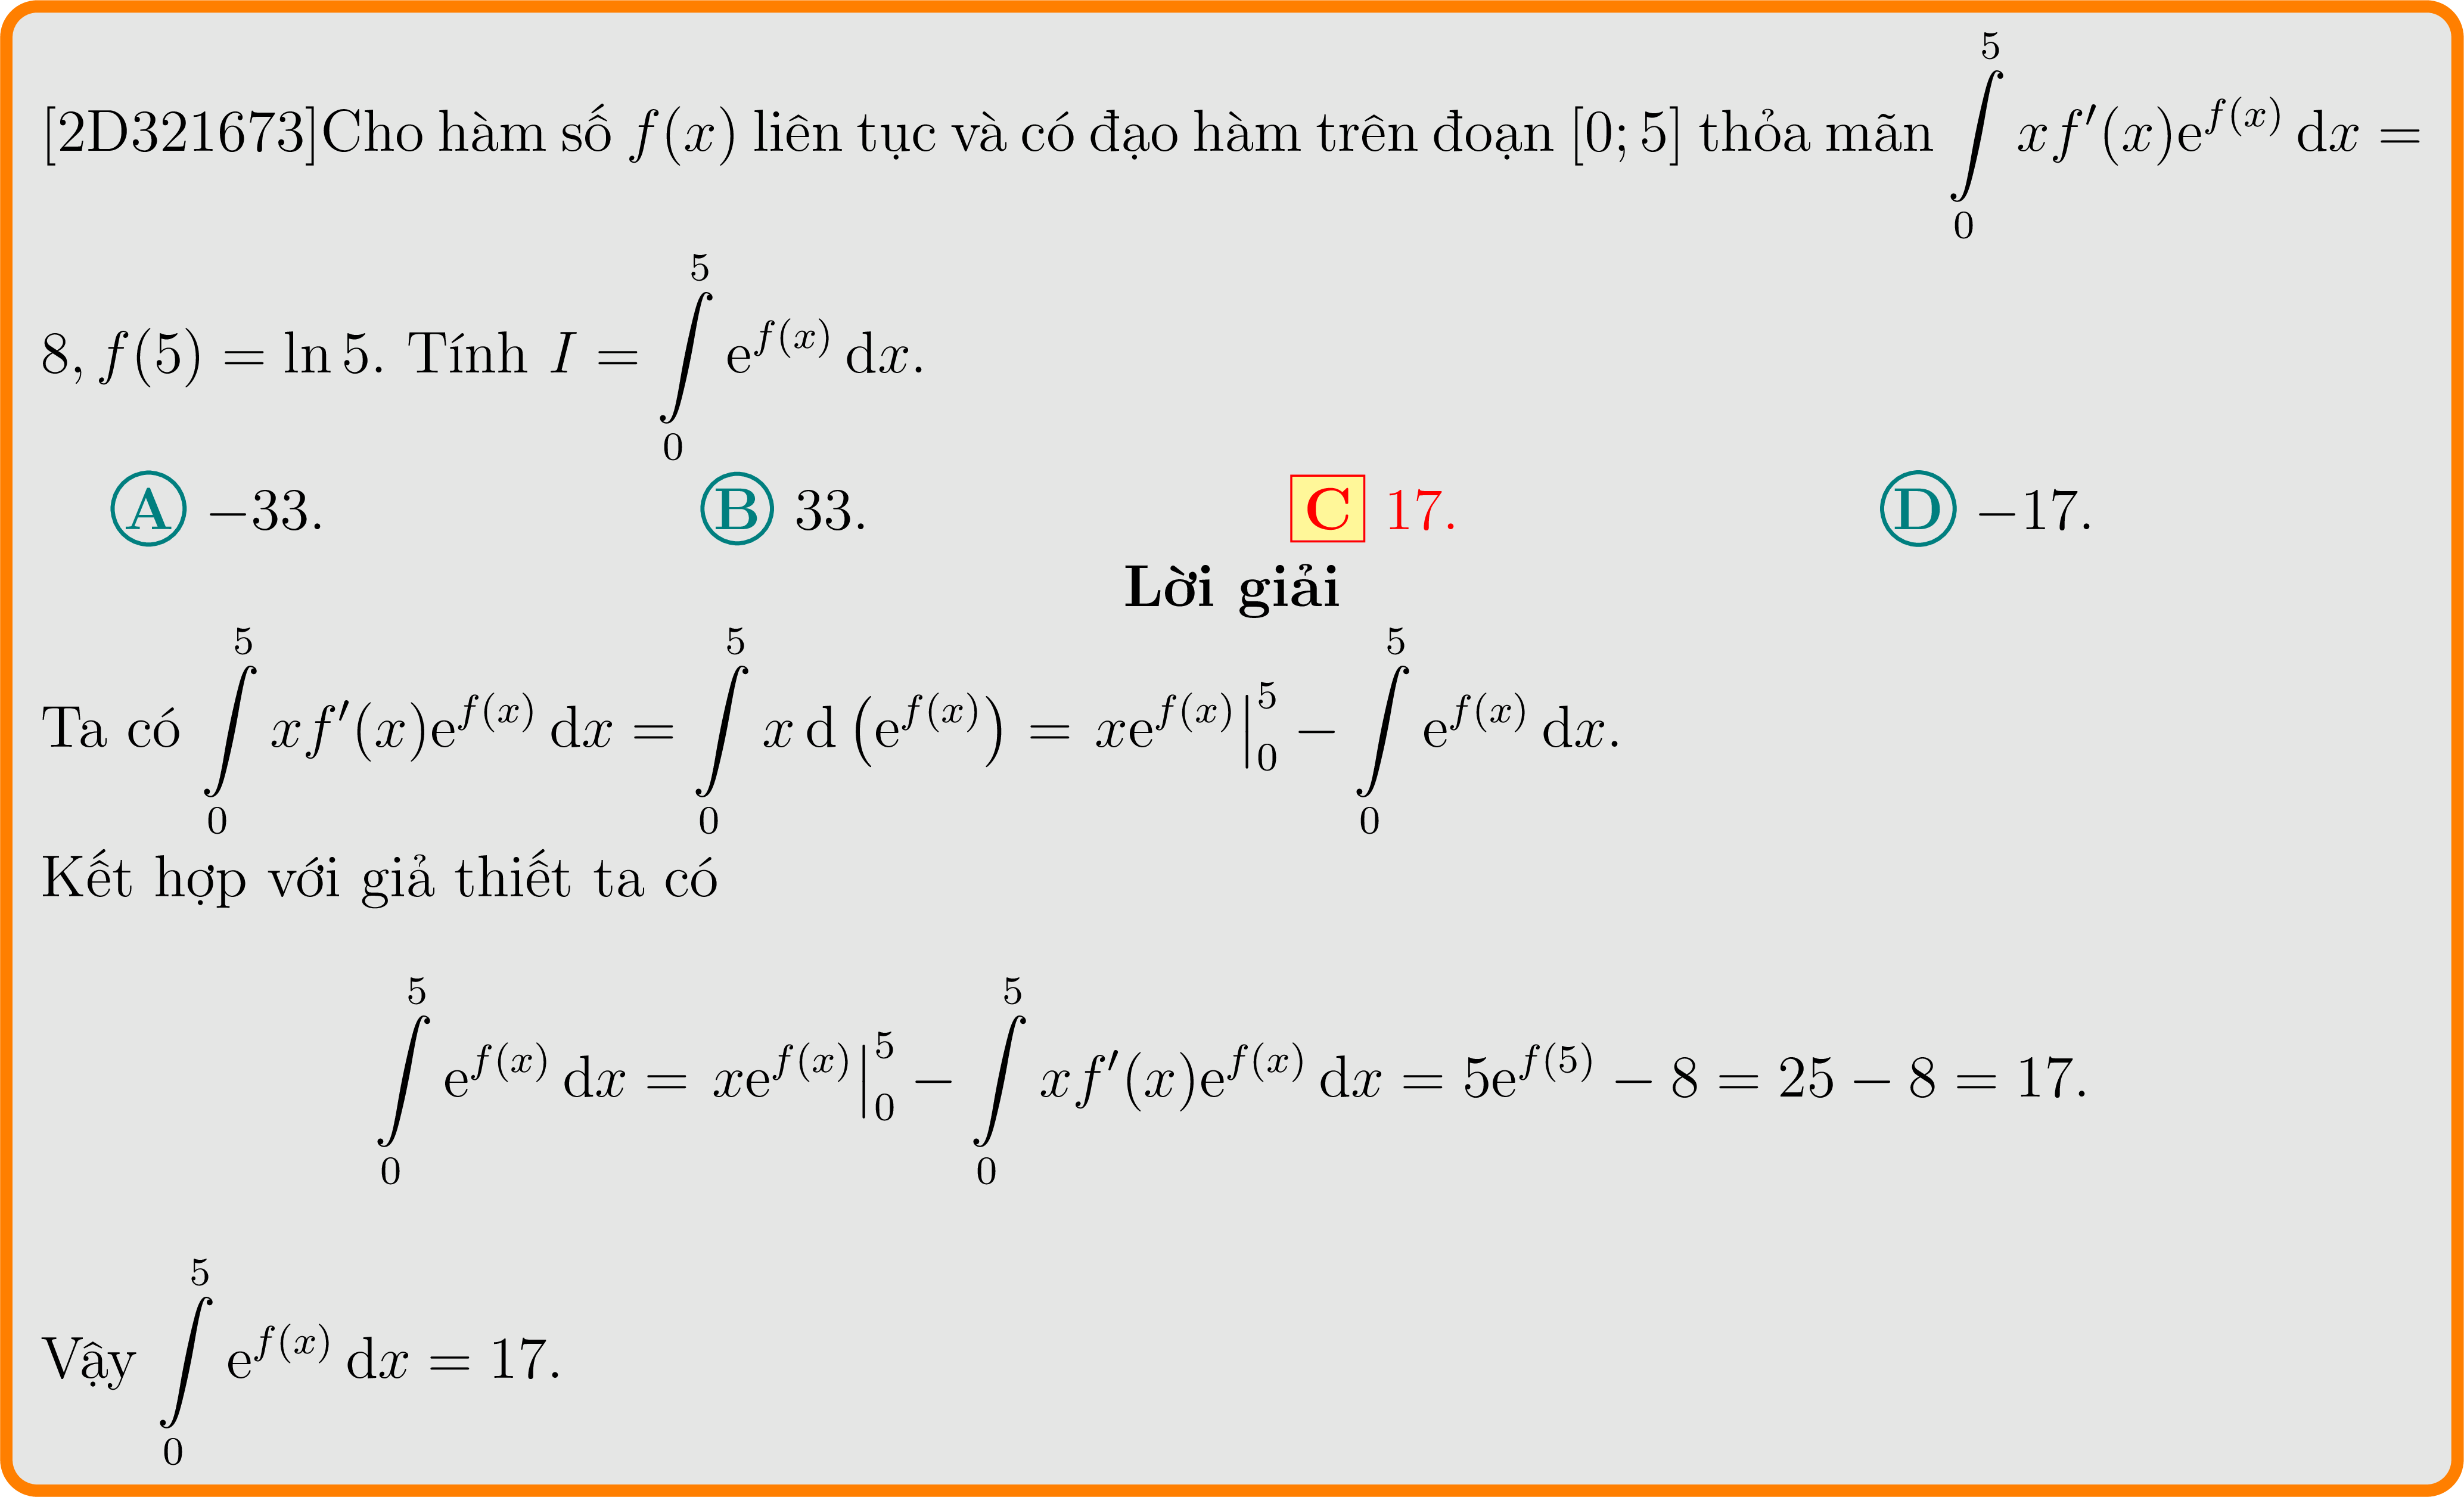 [2D321673]Cho hàm số $f(x)$ liên tục và có đạo hàm trên đoạn $[0; 5]$ thỏa mãn $\int\limits_0^5 xf'(x)\mathrm{e}^{f(x)}\,\mathrm{d}x =$
$8, f(5) = \ln 5$. Tính $I = \int\limits_0^5 \mathrm{e}^{f(x)}\,\mathrm{d}x$.
A $-33$. B $33$. C $17$. D $-17$.
Lời giải
Ta có $\int\limits_0^5 xf'(x)\mathrm{e}^{f(x)}\,\mathrm{d}x = \int\limits_0^5 x\,\mathrm{d}\left(\mathrm{e}^{f(x)}\right) = x\mathrm{e}^{f(x)}\Big|_0^5 - \int\limits_0^5 \mathrm{e}^{f(x)}\,\mathrm{d}x$.
Kết hợp với giả thiết ta có
$\int\limits_0^5 \mathrm{e}^{f(x)}\,\mathrm{d}x = x\mathrm{e}^{f(x)}\Big|_0^5 - \int\limits_0^5 xf'(x)\mathrm{e}^{f(x)}\,\mathrm{d}x = 5\mathrm{e}^{f(5)} - 8 = 25 - 8 = 17.$
Vậy $\int\limits_0^5 \mathrm{e}^{f(x)}\,\mathrm{d}x = 17$.